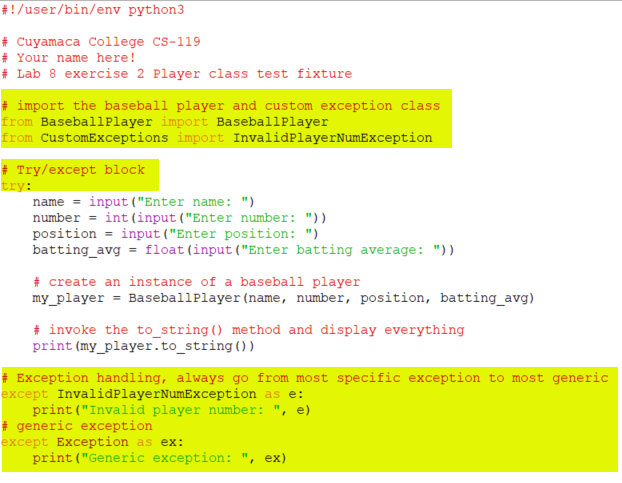 #!/user/bin/env python3
# Cuyamaca College CS-119
# Your name here!
# Lab 8 exercise 2 Player class test fixture
# import the baseball player and custom exception class
from BaseballPlayer import BaseballPlayer
from CustomExceptions import InvalidPlayerNumException
# Try/except block
try:
    name = input("Enter name: ")
    number = int(input("Enter number: "))
    position = input("Enter position: ")
    batting_avg = float(input("Enter batting average: "))
    # create an instance of a baseball player
    my_player = BaseballPlayer(name, number, position, batting_avg)
    # invoke the to_string() method and display everything
    print(my_player.to_string())
# Exception handling, always go from most specific exception to most generic
except InvalidPlayerNumException as e:
    print("Invalid player number: ", e)
# generic exception
except Exception as ex:
    print("Generic exception: ", ex)